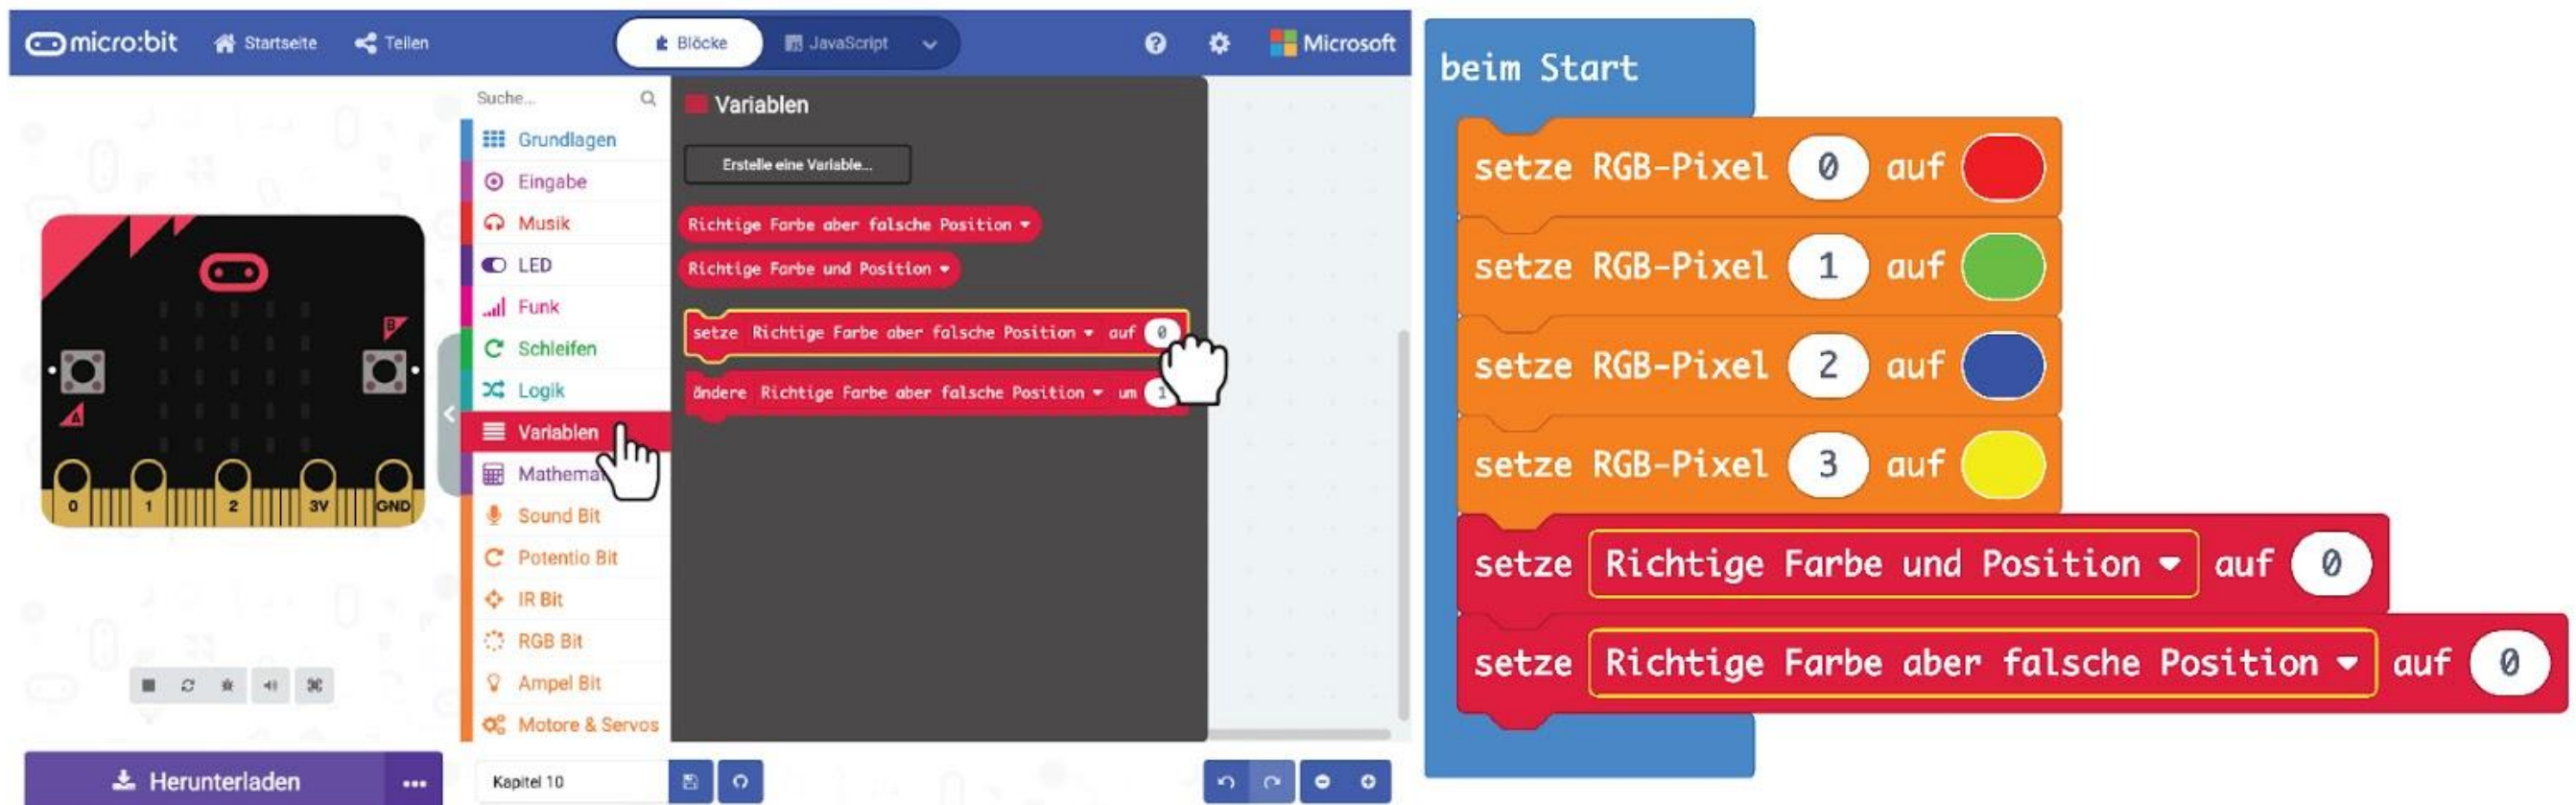 micro:bit Startseite Teilen Blöcke JavaScript Microsoft
Suche...
Grundlagen
Eingabe
Musik
LED
Funk
Schleifen
Logik
Variablen
Mathemat
Sound Bit
Potentio Bit
IR Bit
RGB Bit
Ampel Bit
Motore & Servos
Variablen
Erstelle eine Variable...
Richtige Farbe aber falsche Position
Richtige Farbe und Position
setze Richtige Farbe aber falsche Position auf 0
ändere Richtige Farbe aber falsche Position um 1
A
B
0 1 2 3V GND
Herunterladen ...
Kapitel 10
beim Start
setze RGB-Pixel 0 auf
setze RGB-Pixel 1 auf
setze RGB-Pixel 2 auf
setze RGB-Pixel 3 auf
setze Richtige Farbe und Position auf 0
setze Richtige Farbe aber falsche Position auf 0